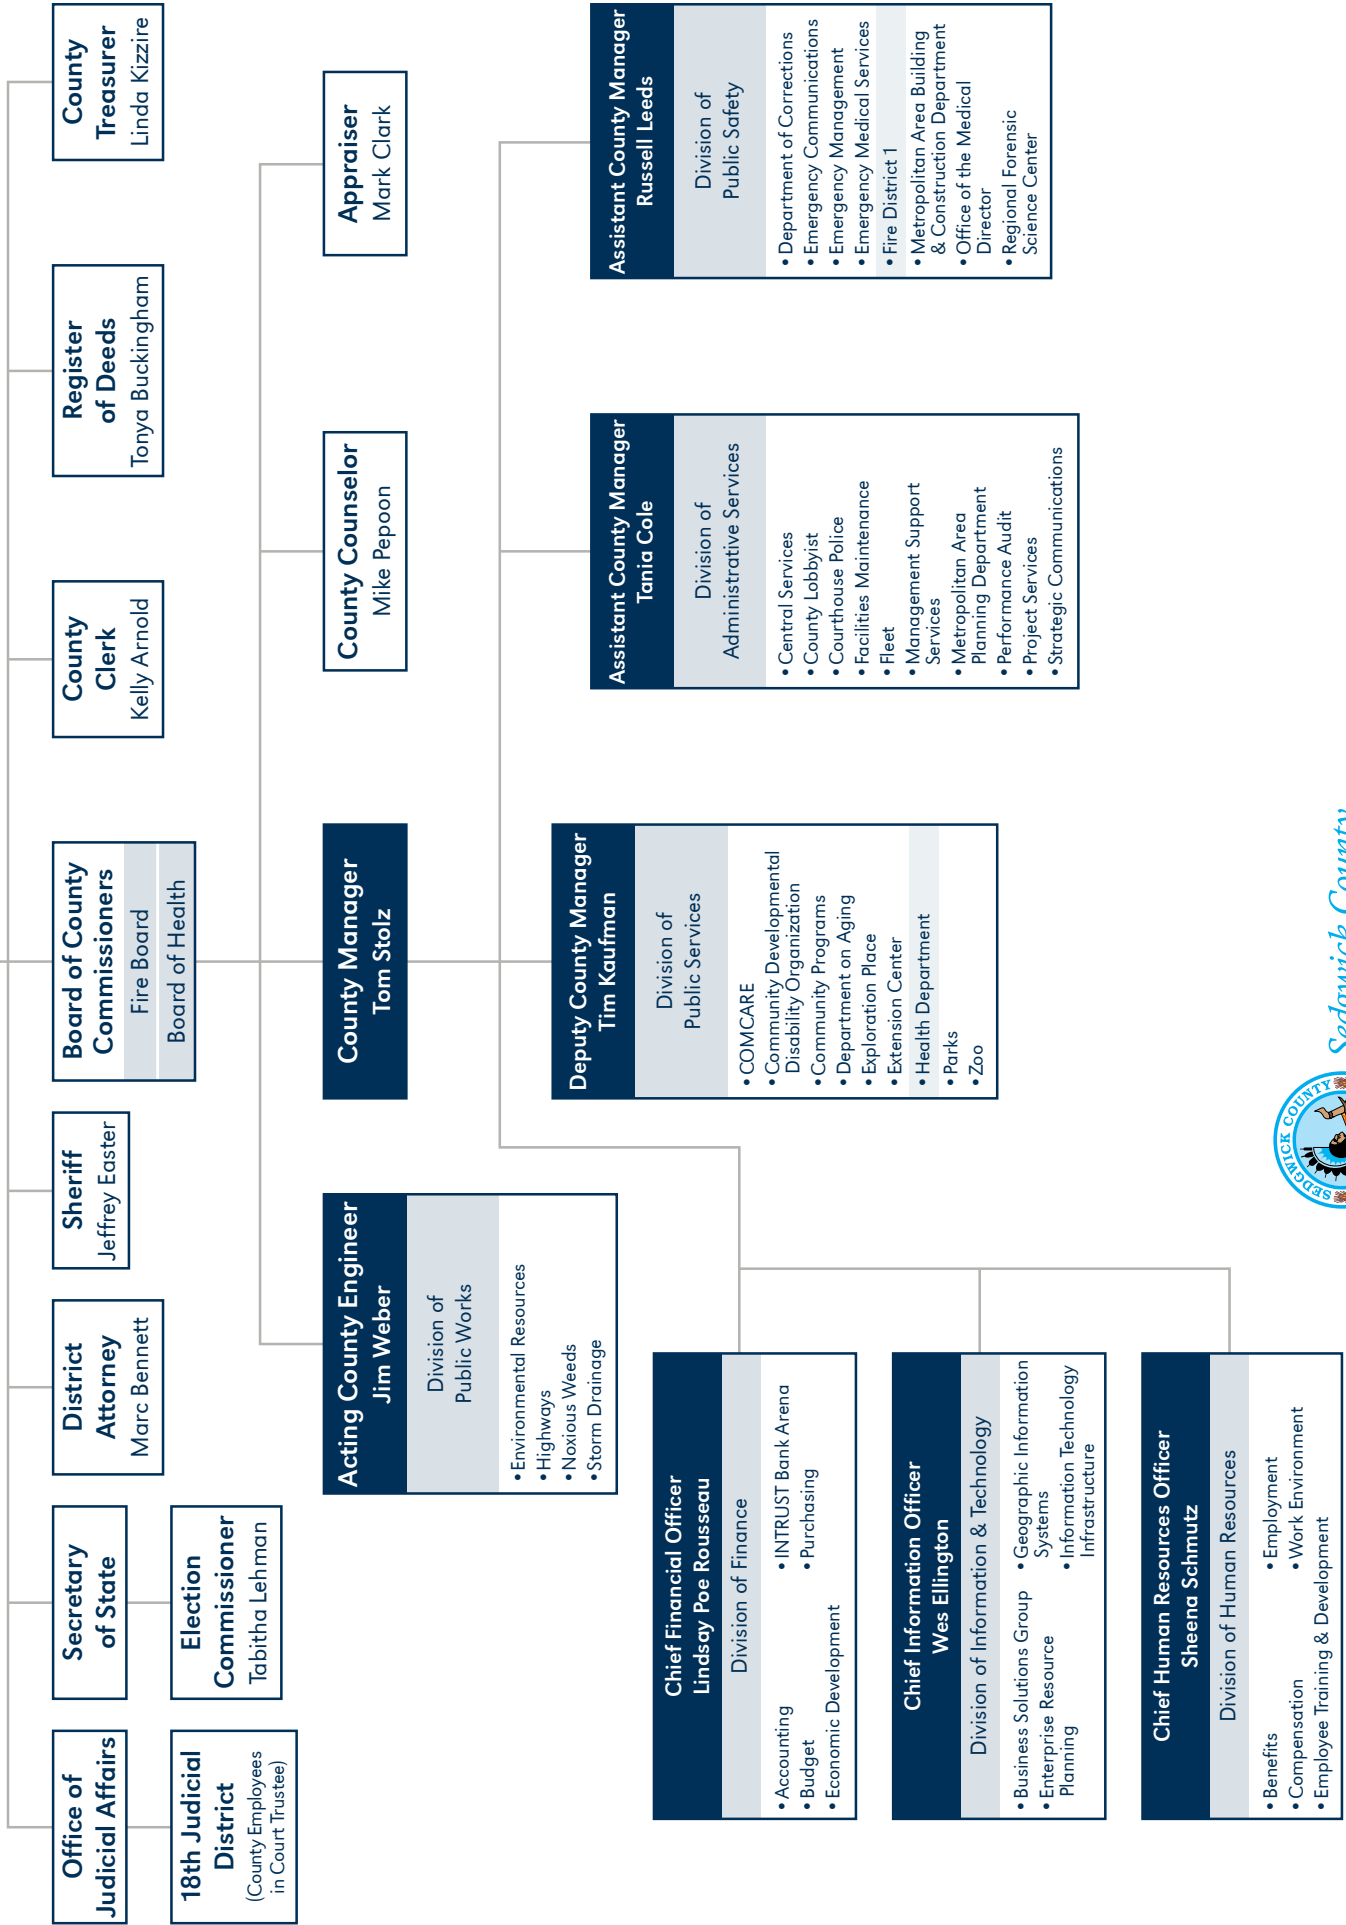 Office of
Judicial Affairs
18th Judicial
District
(County Employees
in Court Trustee)
Secretary
of State
Election
Commissioner
Tabitha Lehman
District
Attorney
Marc Bennett
Sheriff
Jeffrey Easter
Board of County
Commissioners
Fire Board
Board of Health
County
Clerk
Kelly Arnold
Register
of Deeds
Tonya Buckingham
County
Treasurer
Linda Kizzire
Acting County Engineer
Jim Weber
Division of
Public Works
• Environmental Resources
• Highways
• Noxious Weeds
• Storm Drainage
County Manager
Tom Stolz
County Counselor
Mike Pepoon
Appraiser
Mark Clark
Chief Financial Officer
Lindsay Poe Rousseau
Division of Finance
• Accounting
• Budget
• Economic Development
• INTRUST Bank Arena
• Purchasing
Chief Information Officer
Wes Ellington
Division of Information & Technology
• Business Solutions Group
• Enterprise Resource
Planning
• Geographic Information
Systems
• Information Technology
Infrastructure
Chief Human Resources Officer
Sheena Schmutz
Division of Human Resources
• Benefits
• Compensation
• Employee Training & Development
• Employment
• Work Environment
Deputy County Manager
Tim Kaufman
Division of
Public Services
• COMCARE
• Community Developmental
Disability Organization
• Community Programs
• Department on Aging
• Exploration Place
• Extension Center
• Health Department
• Parks
• Zoo
Assistant County Manager
Tania Cole
Division of
Administrative Services
• Central Services
• County Lobbyist
• Courthouse Police
• Facilities Maintenance
• Fleet
• Management Support
Services
• Metropolitan Area
Planning Department
• Performance Audit
• Project Services
• Strategic Communications
Assistant County Manager
Russell Leeds
Division of
Public Safety
• Department of Corrections
• Emergency Communications
• Emergency Management
• Emergency Medical Services
• Fire District 1
• Metropolitan Area Building
& Construction Department
• Office of the Medical
Director
• Regional Forensic
Science Center
SEDGWICK COUNTY
Sedgwick County